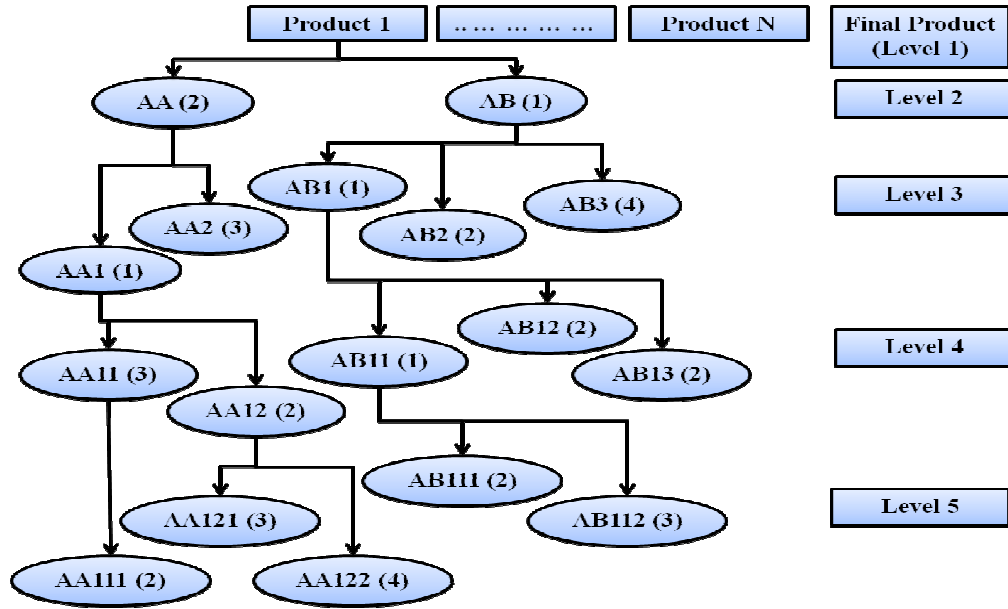 Product 1
.. ... ... ... ...
Product N
Final Product
(Level 1)
AA (2)
AB (1)
Level 2
AB1 (1)
AB3 (4)
Level 3
AA2 (3)
AB2 (2)
AA1 (1)
AB12 (2)
AB11 (1)
Level 4
AA11 (3)
AB13 (2)
AA12 (2)
AB111 (2)
AA121 (3)
AB112 (3)
Level 5
AA111 (2)
AA122 (4)